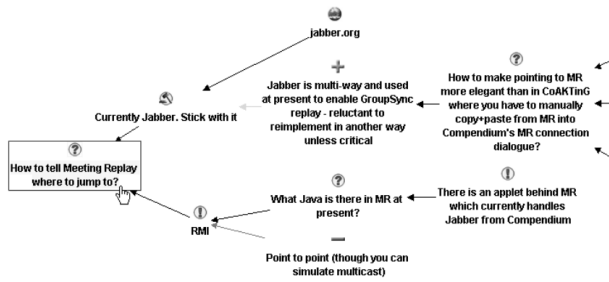 jabber.org
Jabber is multi-way and used
at present to enable GroupSync
replay - reluctant to
reimplement in another way
unless critical
How to make pointing to MR
more elegant than in CoAKTinG
where you have to manually
copy+paste from MR into
Compendium's MR connection
dialogue?
Currently Jabber. Stick with it
How to tell Meeting Replay
where to jump to?
What Java is there in MR at
present?
There is an applet behind MR
which currently handles
Jabber from Compendium
RMI
Point to point (though you can
simulate multicast)